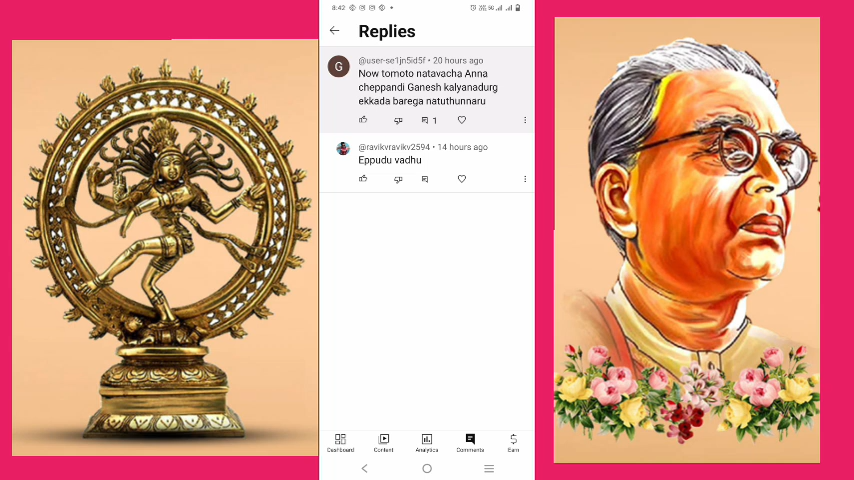 8:42
Replies
G
@user-se1jn5id5f • 20 hours ago
Now tomoto natavacha Anna
cheppandi Ganesh kalyanadurg
ekkada barega natuthunnaru
1
@ravikvravikv2594 • 14 hours ago
Eppudu vadhu
Dashboard Content Analytics Comments Earn